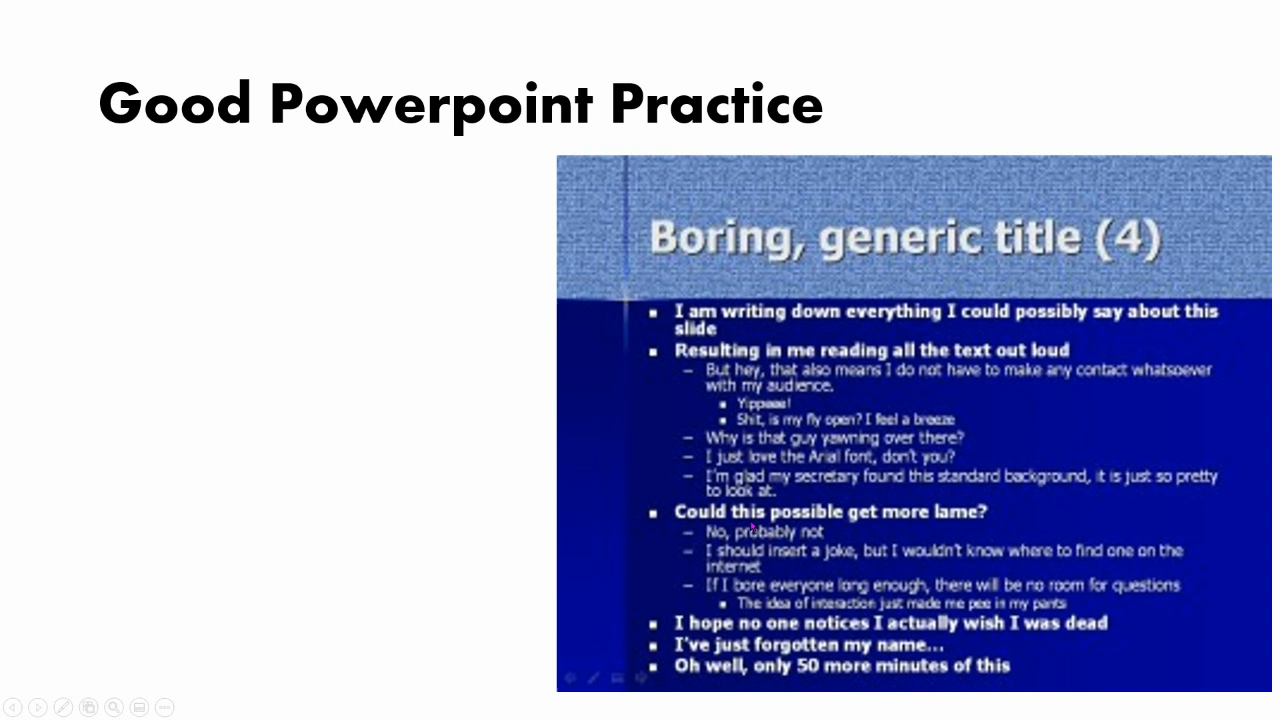 Good Powerpoint Practice
Boring, generic title (4)
I am writing down everything I could possibly say about this
slide
Resulting in me reading all the text out loud
But hey, that also means I do not have to make any contact whatsoever
with my audience.
Yippeee!
Shit, is my fly open? I feel a breeze
Why is that guy yawning over there?
I just love the Arial font, don't you?
I'm glad my secretary found this standard background, it is just so pretty
to look at.
Could this possible get more lame?
No, probably not
I should insert a joke, but I wouldn't know where to find one on the
internet
If I bore everyone long enough, there will be no room for questions
The idea of interaction just made me pee in my pants
I hope no one notices I actually wish I was dead
I've just forgotten my name...
Oh well, only 50 more minutes of this